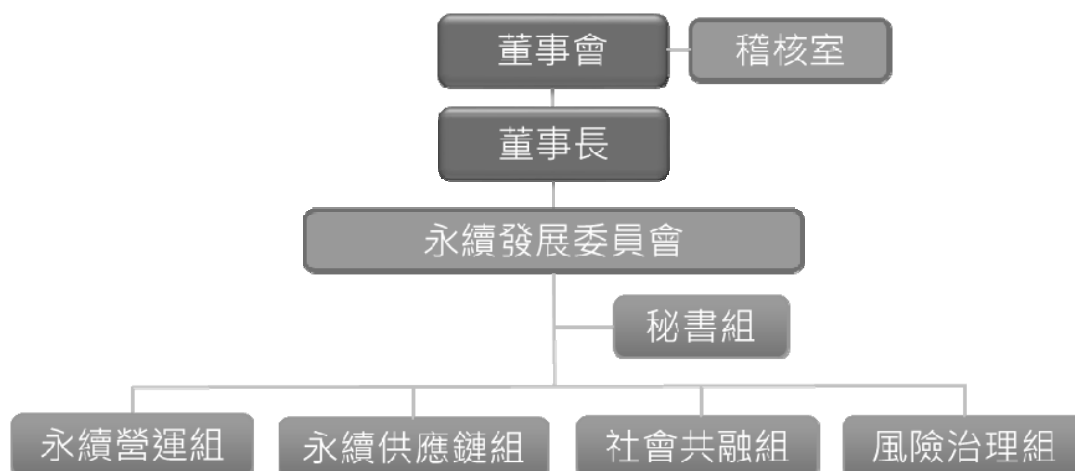 董事會
稽核室
董事長
永續發展委員會
秘書組
永續營運組
永續供應鏈組
社會共融組
風險治理組